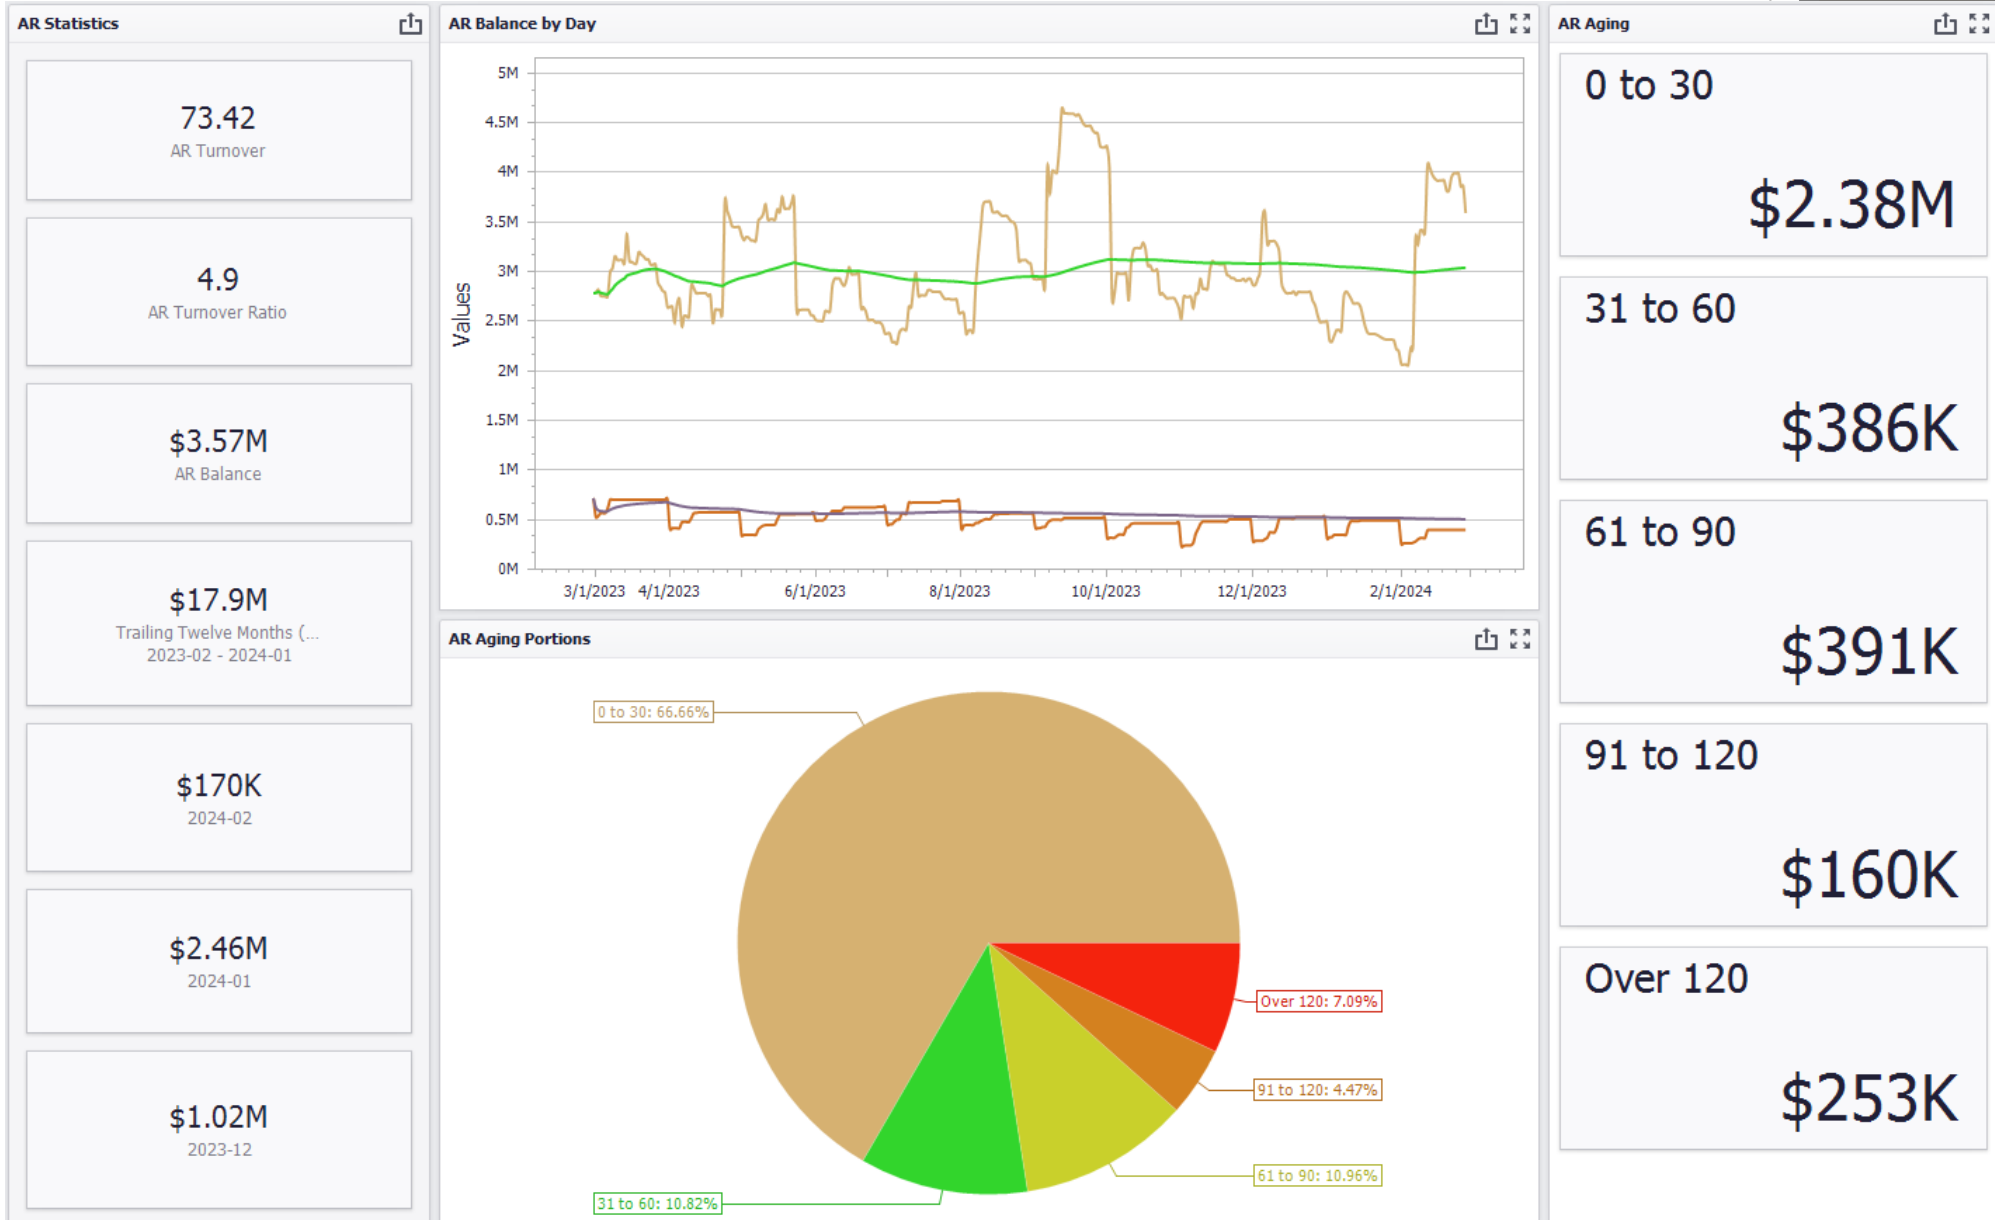 AR Statistics
73.42
AR Turnover
4.9
AR Turnover Ratio
$3.57M
AR Balance
$17.9M
Trailing Twelve Months (...
2023-02 - 2024-01
$170K
2024-02
$2.46M
2024-01
$1.02M
2023-12
AR Balance by Day
Values
5M
4.5M
4M
3.5M
3M
2.5M
2M
1.5M
1M
0.5M
0M
3/1/2023 4/1/2023 6/1/2023 8/1/2023 10/1/2023 12/1/2023 2/1/2024
AR Aging Portions
0 to 30: 66.66%
Over 120: 7.09%
91 to 120: 4.47%
61 to 90: 10.96%
31 to 60: 10.82%
AR Aging
0 to 30
$2.38M
31 to 60
$386K
61 to 90
$391K
91 to 120
$160K
Over 120
$253K